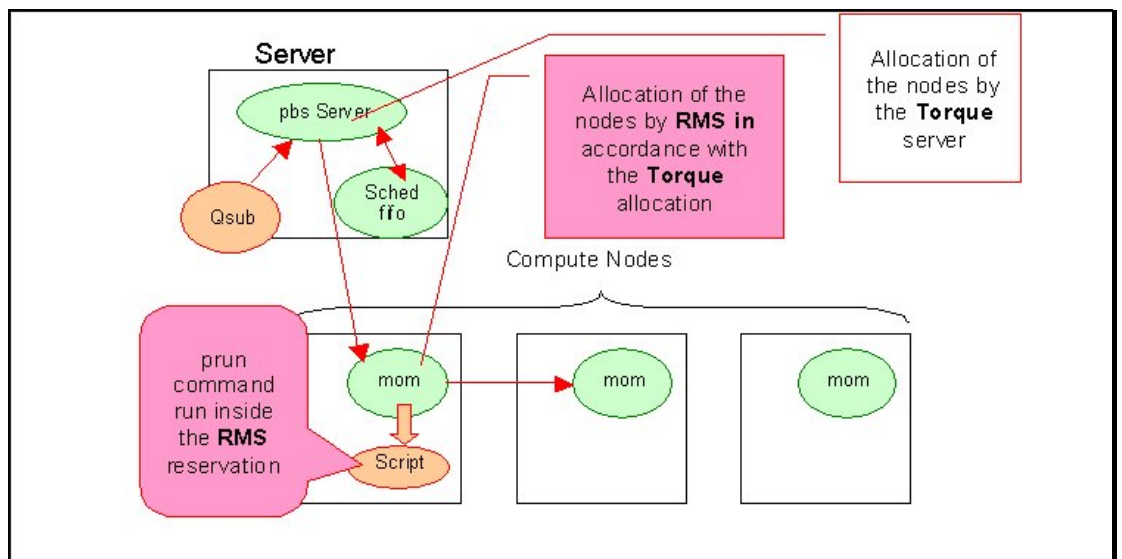 Server
pbs Server
Sched
fifo
Qsub
Allocation of the
nodes by RMS in
accordance with
the Torque
allocation
Allocation of
the nodes by
the Torque
server
Compute Nodes
prun
command
run inside
the RMS
reservation
mom
Script
mom
mom